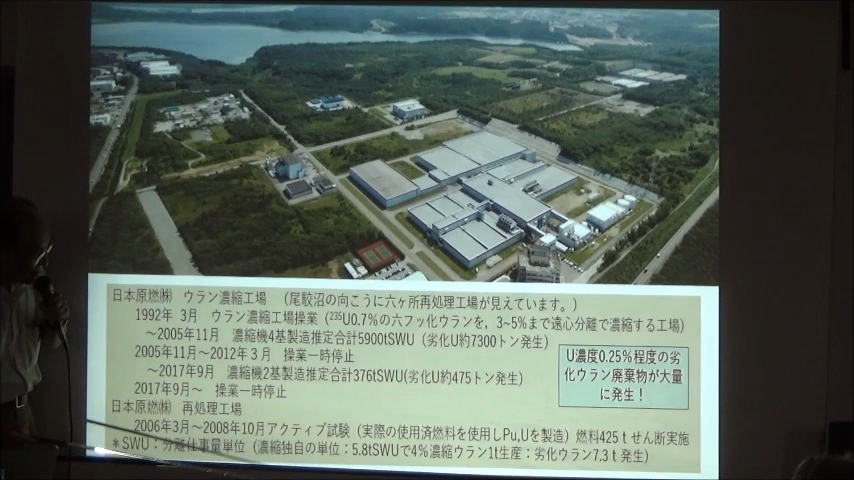 日本原燃㈱　ウラン濃縮工場　（尾駮沼の向こうに六ヶ所再処理工場が見えています。）
1992年 3月　ウラン濃縮工場操業（²³⁵U0.7%の六フッ化ウランを，3~5%まで遠心分離で濃縮する工場）
～2005年11月　濃縮機4基製造推定合計5900tSWU（劣化U約7300トン発生）
2005年11月～2012年３月　操業一時停止
～2017年9月　濃縮機2基製造推定合計376tSWU(劣化U約475トン発生）
2017年9月～　操業一時停止
U濃度0.25%程度の劣
化ウラン廃棄物が大量
に発生！
日本原燃㈱　再処理工場
2006年3月～2008年10月アクティブ試験（実際の使用済燃料を使用しPu,Uを製造）燃料425ｔせん断実施
＊SWU：分離仕事量単位（濃縮独自の単位：5.8tSWUで4%濃縮ウラン1t生産：劣化ウラン7.3ｔ発生）